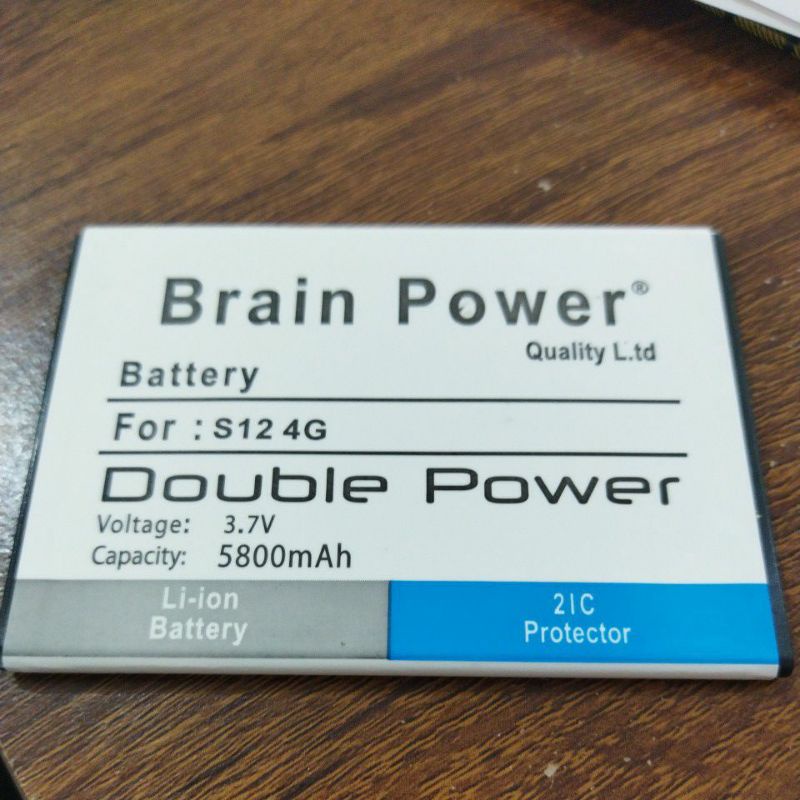 Brain Power®
Quality L.td
Battery
For : S12 4G
Double Power
Voltage: 3.7V
Capacity: 5800mAh
Li-ion
Battery
2IC
Protector